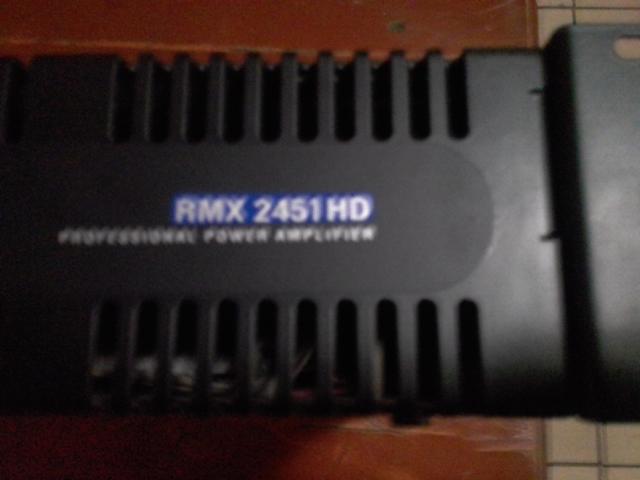 RMX 2451HD
PROFESSIONAL POWER AMPLIFIER